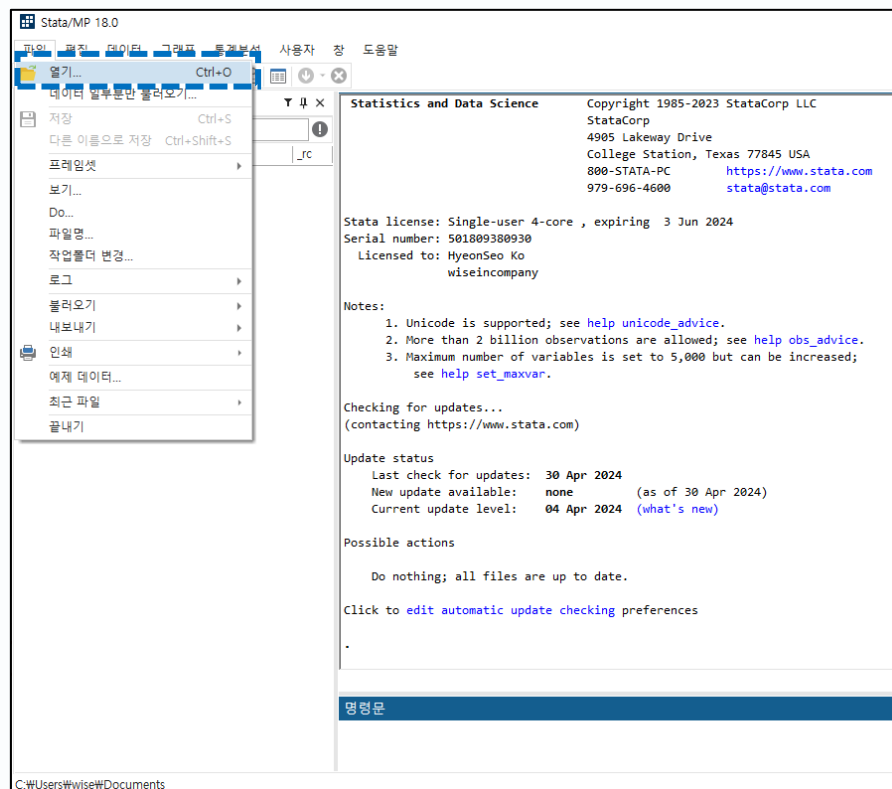 Stata/MP 18.0
파일 편집 데이터 그래프 통계분석 사용자 창 도움말
열기... Ctrl+O
데이터 일부분만 불러오기...
저장 Ctrl+S
다른 이름으로 저장 Ctrl+Shift+S
프레임셋
보기...
Do...
파일명...
작업폴더 변경...
로그
불러오기
내보내기
인쇄
예제 데이터...
최근 파일
끝내기
_rc
Statistics and Data Science Copyright 1985-2023 StataCorp LLC
StataCorp
4905 Lakeway Drive
College Station, Texas 77845 USA
800-STATA-PC https://www.stata.com
979-696-4600 stata@stata.com
Stata license: Single-user 4-core , expiring 3 Jun 2024
Serial number: 501809380930
Licensed to: HyeonSeo Ko
wiseincompany
Notes:
1. Unicode is supported; see help unicode_advice.
2. More than 2 billion observations are allowed; see help obs_advice.
3. Maximum number of variables is set to 5,000 but can be increased;
see help set_maxvar.
Checking for updates...
(contacting https://www.stata.com)
Update status
Last check for updates: 30 Apr 2024
New update available: none (as of 30 Apr 2024)
Current update level: 04 Apr 2024 (what's new)
Possible actions
Do nothing; all files are up to date.
Click to edit automatic update checking preferences
.
명령문
C:₩Users₩wise₩Documents